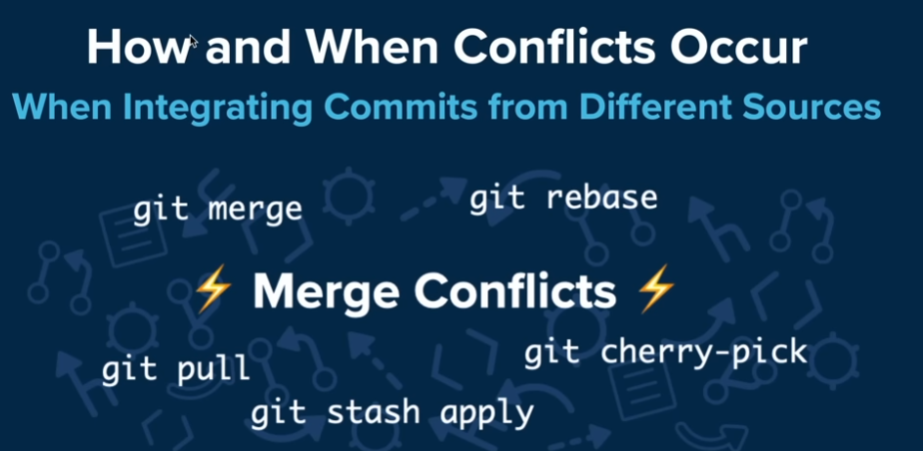 How and When Conflicts Occur
When Integrating Commits from Different Sources
git merge
git rebase
⚡ Merge Conflicts ⚡
git pull
git cherry-pick
git stash apply